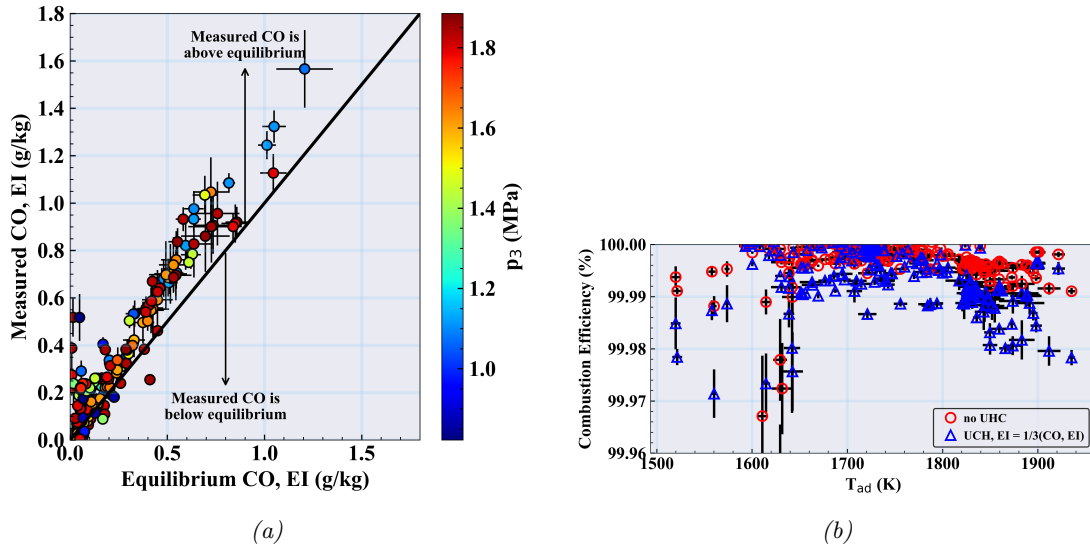 1.8
1.6
1.4
1.2
1.0
0.8
0.6
0.4
0.2
0.0
Measured CO, EI (g/kg)
Measured CO is
above equilibrium
Measured CO is
below equilibrium
0.0
0.5
1.0
1.5
Equilibrium CO, EI (g/kg)
1.8
1.6
1.4
1.2
1.0
p3 (MPa)
(a)
100.00
99.99
99.98
99.97
99.96
Combustion Efficiency (%)
no UHC
UCH, EI = 1/3(CO, EI)
1500
1600
1700
1800
1900
Tad (K)
(b)